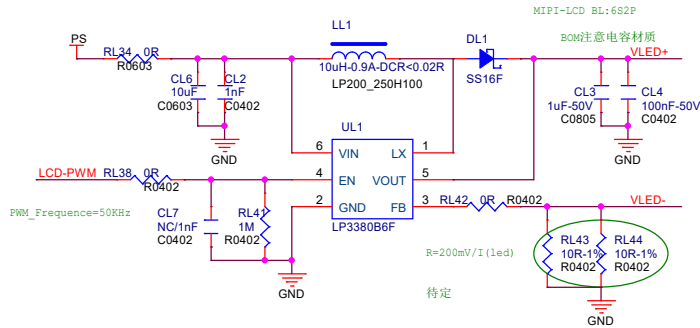 MIPI-LCD BL:6S2P
PS
LL1
DL1
BOM注意电容材质
RL34
0R
R0603
10uH-0.9A-DCR<0.02R
VLED+
LP200_250H100
SS16F
CL6
10uF
C0603
CL2
1nF
C0402
CL3
1uF-50V
C0805
CL4
100nF-50V
C0402
GND
GND
UL1
6
VIN
LX
1
LCD-PWM
RL38
0R
R0402
4
EN
VOUT
5
2
GND
FB
3
RL42
0R
R0402
VLED-
LP3380B6F
PWM_Frequence=50KHz
CL7
NC/1nF
C0402
RL41
1M
R0402
RL43
10R-1%
R0402
RL44
10R-1%
R0402
R=200mV/I(led)
GND
待定
GND